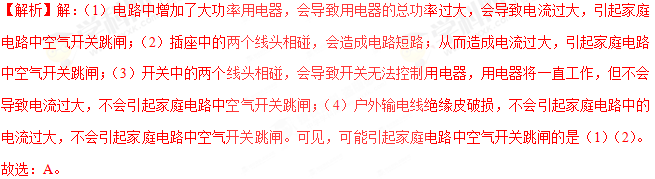 【解析】解:(1)电路中增加了大功率用电器,会导致用电器的总功率过大,会导致电流过大,引起家庭
电路中空气开关跳闸;(2)插座中的两个线头相碰,会造成电路短路;从而造成电流过大,引起家庭电路
中空气开关跳闸;(3)开关中的两个线头相碰,会导致开关无法控制用电器,用电器将一直工作,但不会
导致电流过大,不会引起家庭电路中空气开关跳闸;(4)户外输电线绝缘皮破损,不会引起家庭电路中的
电流过大,不会引起家庭电路中空气开关跳闸。可见,可能引起家庭电路中空气开关跳闸的是(1)(2)。
故选:A。